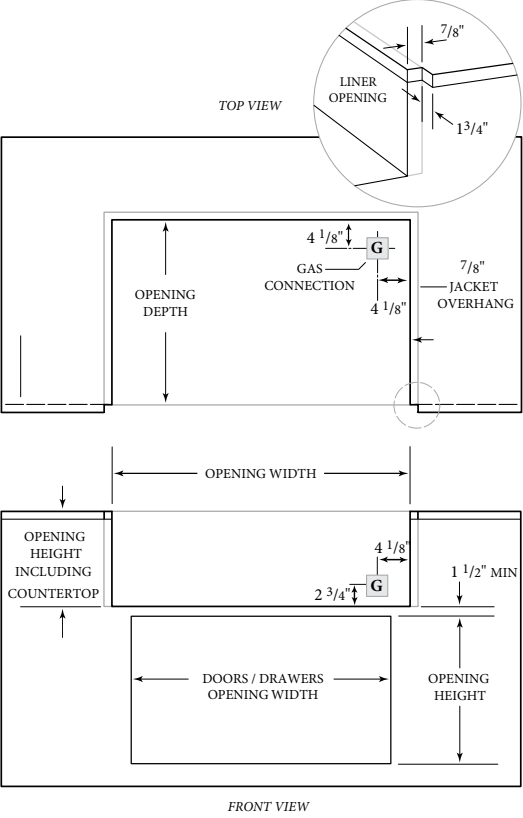 7/8"
LINER
OPENING
TOP VIEW
1 3/4"
4 1/8"
G
GAS
CONNECTION
7/8"
JACKET
OVERHANG
OPENING
DEPTH
4 1/8"
OPENING WIDTH
OPENING
HEIGHT
INCLUDING
COUNTERTOP
4 1/8"
G
2 3/4"
1 1/2" MIN
DOORS / DRAWERS
OPENING WIDTH
OPENING
HEIGHT
FRONT VIEW